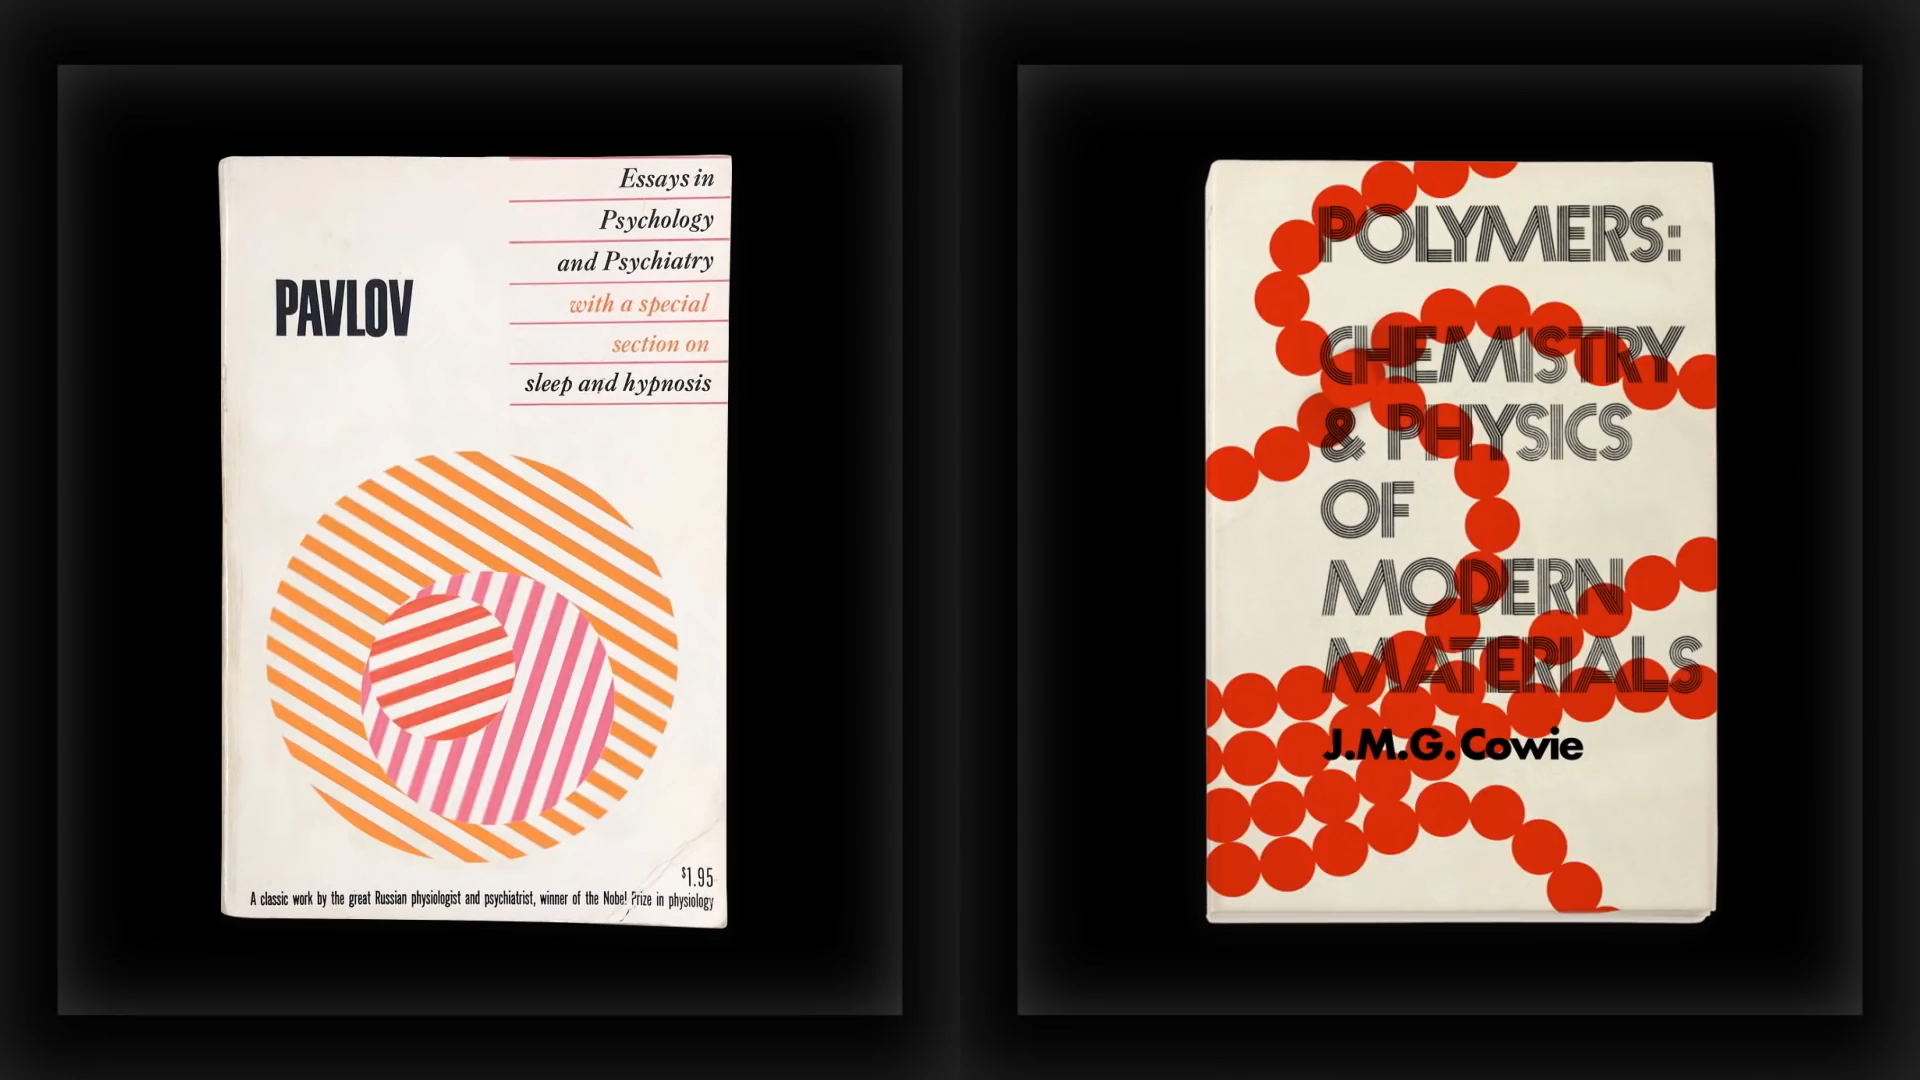 PAVLOV
Essays in
Psychology
and Psychiatry
with a special
section on
sleep and hypnosis
$1.95
A classic work by the great Russian physiologist and psychiatrist, winner of the Nobel Prize in physiology
POLYMERS:
CHEMISTRY
& PHYSICS
OF
MODERN
MATERIALS
J.M.G. Cowie